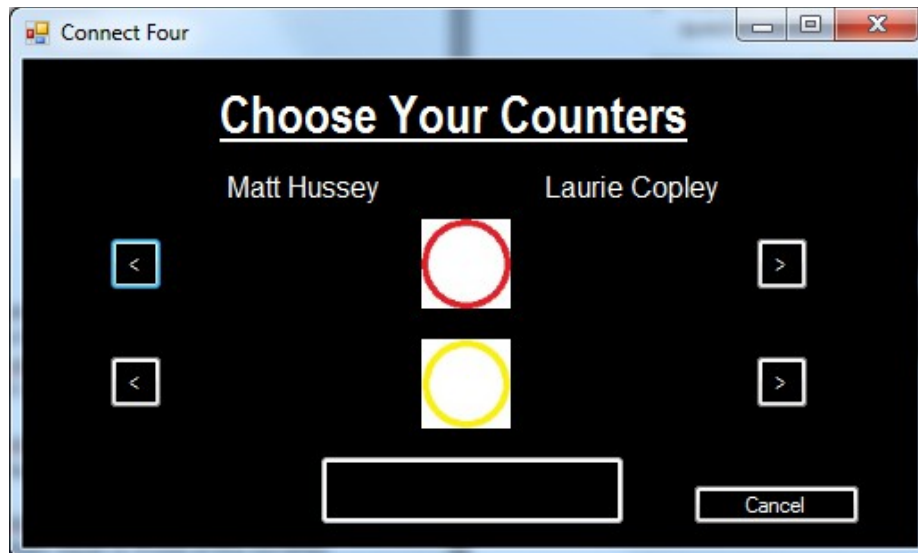 Connect Four
Choose Your Counters
Matt Hussey Laurie Copley
< >
< >
Cancel